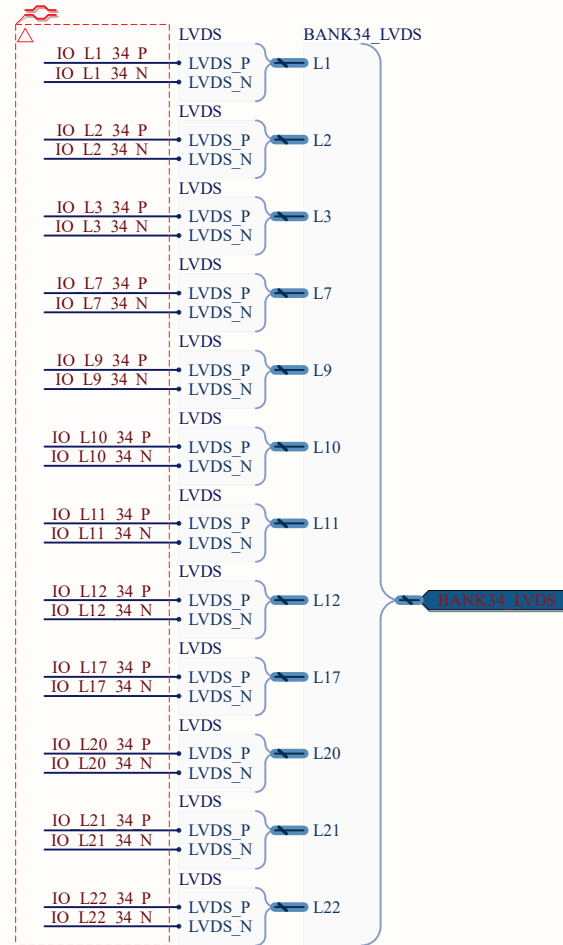 LVDS BANK34_LVDS
IO_L1_34_P LVDS_P L1
IO_L1_34_N LVDS_N
LVDS
IO_L2_34_P LVDS_P L2
IO_L2_34_N LVDS_N
LVDS
IO_L3_34_P LVDS_P L3
IO_L3_34_N LVDS_N
LVDS
IO_L7_34_P LVDS_P L7
IO_L7_34_N LVDS_N
LVDS
IO_L9_34_P LVDS_P L9
IO_L9_34_N LVDS_N
LVDS
IO_L10_34_P LVDS_P L10
IO_L10_34_N LVDS_N
LVDS
IO_L11_34_P LVDS_P L11
IO_L11_34_N LVDS_N
LVDS
IO_L12_34_P LVDS_P L12 BANK34_LVDS
IO_L12_34_N LVDS_N
LVDS
IO_L17_34_P LVDS_P L17
IO_L17_34_N LVDS_N
LVDS
IO_L20_34_P LVDS_P L20
IO_L20_34_N LVDS_N
LVDS
IO_L21_34_P LVDS_P L21
IO_L21_34_N LVDS_N
LVDS
IO_L22_34_P LVDS_P L22
IO_L22_34_N LVDS_N